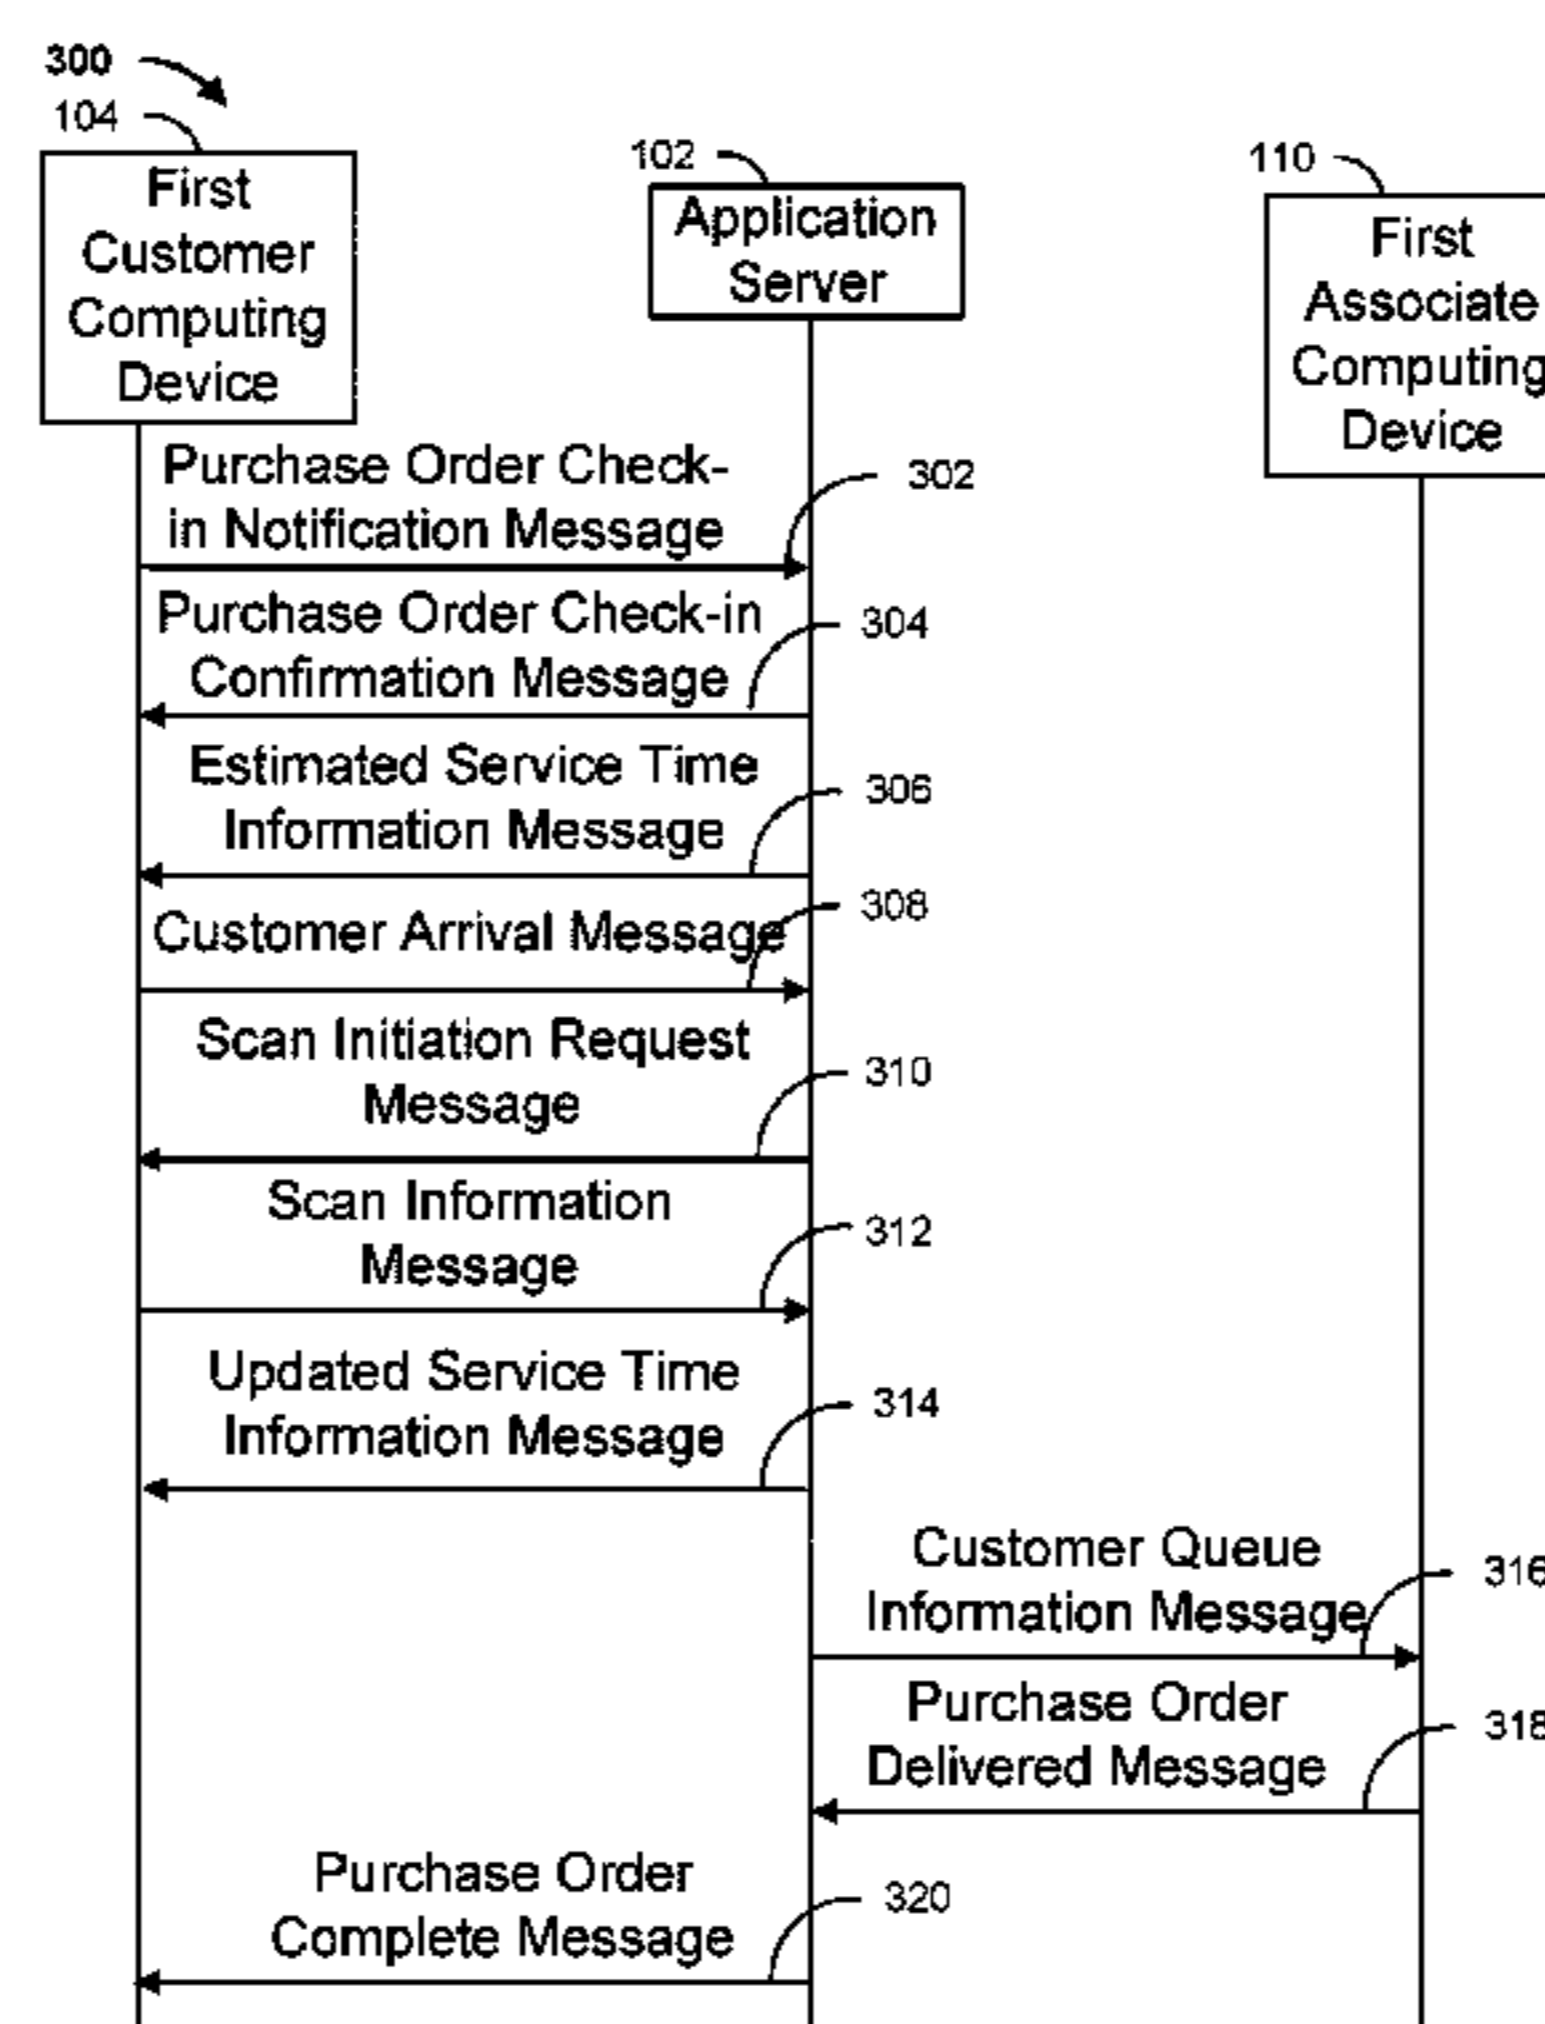 300
104
First
Customer
Computing
Device
102
Application
Server
110
First
Associate
Computing
Device
Purchase Order Check-
in Notification Message
302
Purchase Order Check-in
Confirmation Message
304
Estimated Service Time
Information Message
306
Customer Arrival Message
308
Scan Initiation Request
Message
310
Scan Information
Message
312
Updated Service Time
Information Message
314
Customer Queue
Information Message
316
Purchase Order
Delivered Message
318
Purchase Order
Complete Message
320